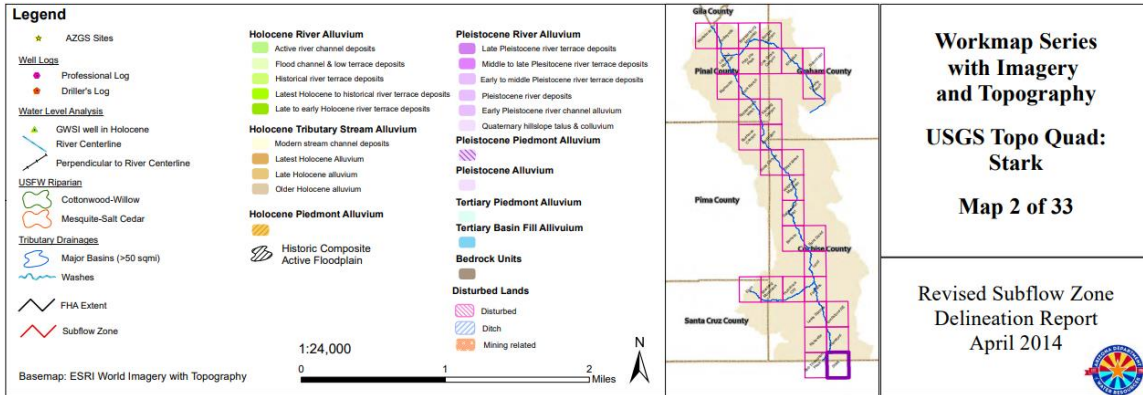 Legend
AZGS Sites
Well Logs
Professional Log
Driller's Log
Water Level Analysis
GWSI well in Holocene
River Centerline
Perpendicular to River Centerline
USFW Riparian
Cottonwood-Willow
Mesquite-Salt Cedar
Tributary Drainages
Major Basins (>50 sqmi)
Washes
FHA Extent
Subflow Zone
Basemap: ESRI World Imagery with Topography
Holocene River Alluvium
Active river channel deposits
Flood channel & low terrace deposits
Historical river terrace deposits
Latest Holocene to historical river terrace deposits
Late to early Holocene river terrace deposits
Holocene Tributary Stream Alluvium
Modern stream channel deposits
Latest Holocene Alluvium
Late Holocene alluvium
Older Holocene alluvium
Holocene Piedmont Alluvium
Historic Composite
Active Floodplain
Pleistocene River Alluvium
Late Pleistocene river terrace deposits
Middle to late Plesitocene river terrace deposits
Early to middle Pleistocene river terrace deposits
Pleistocene river deposits
Early Pleistocene river channel alluvium
Quaternary hillslope talus & colluvium
Pleistocene Piedmont Alluvium
Pleistocene Alluvium
Tertiary Piedmont Alluvium
Tertiary Basin Fill Allivuium
Bedrock Units
Disturbed Lands
Disturbed
Ditch
Mining related
1:24,000
0 1 2
Miles
N
Gila County
Pinal County
Graham County
Pima County
Cochise County
Santa Cruz County
Workmap Series
with Imagery
and Topography
USGS Topo Quad:
Stark
Map 2 of 33
Revised Subflow Zone
Delineation Report
April 2014